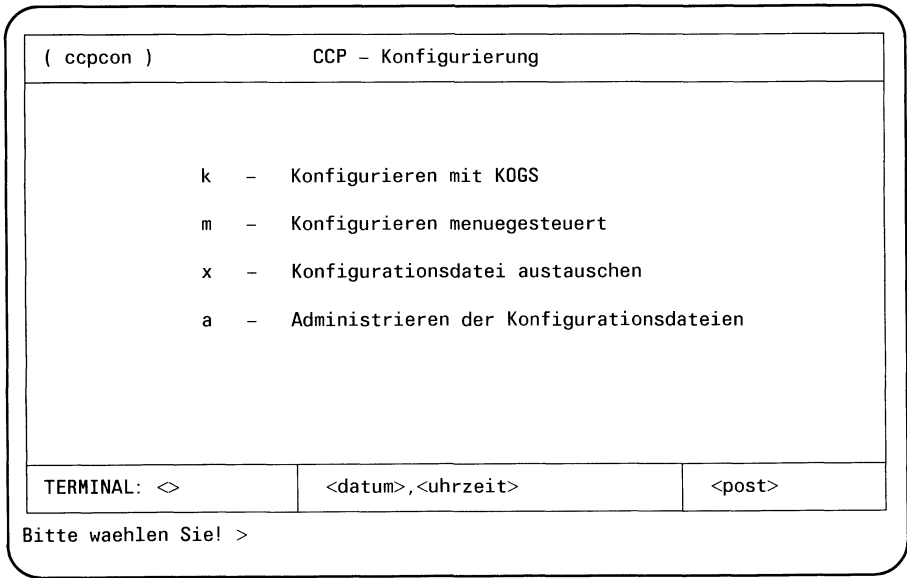 ( ccpcon ) CCP – Konfigurierung
k – Konfigurieren mit KOGS
m – Konfigurieren menuegesteuert
x – Konfigurationsdatei austauschen
a – Administrieren der Konfigurationsdateien
TERMINAL: <> <datum>,<uhrzeit> <post>
Bitte waehlen Sie! >